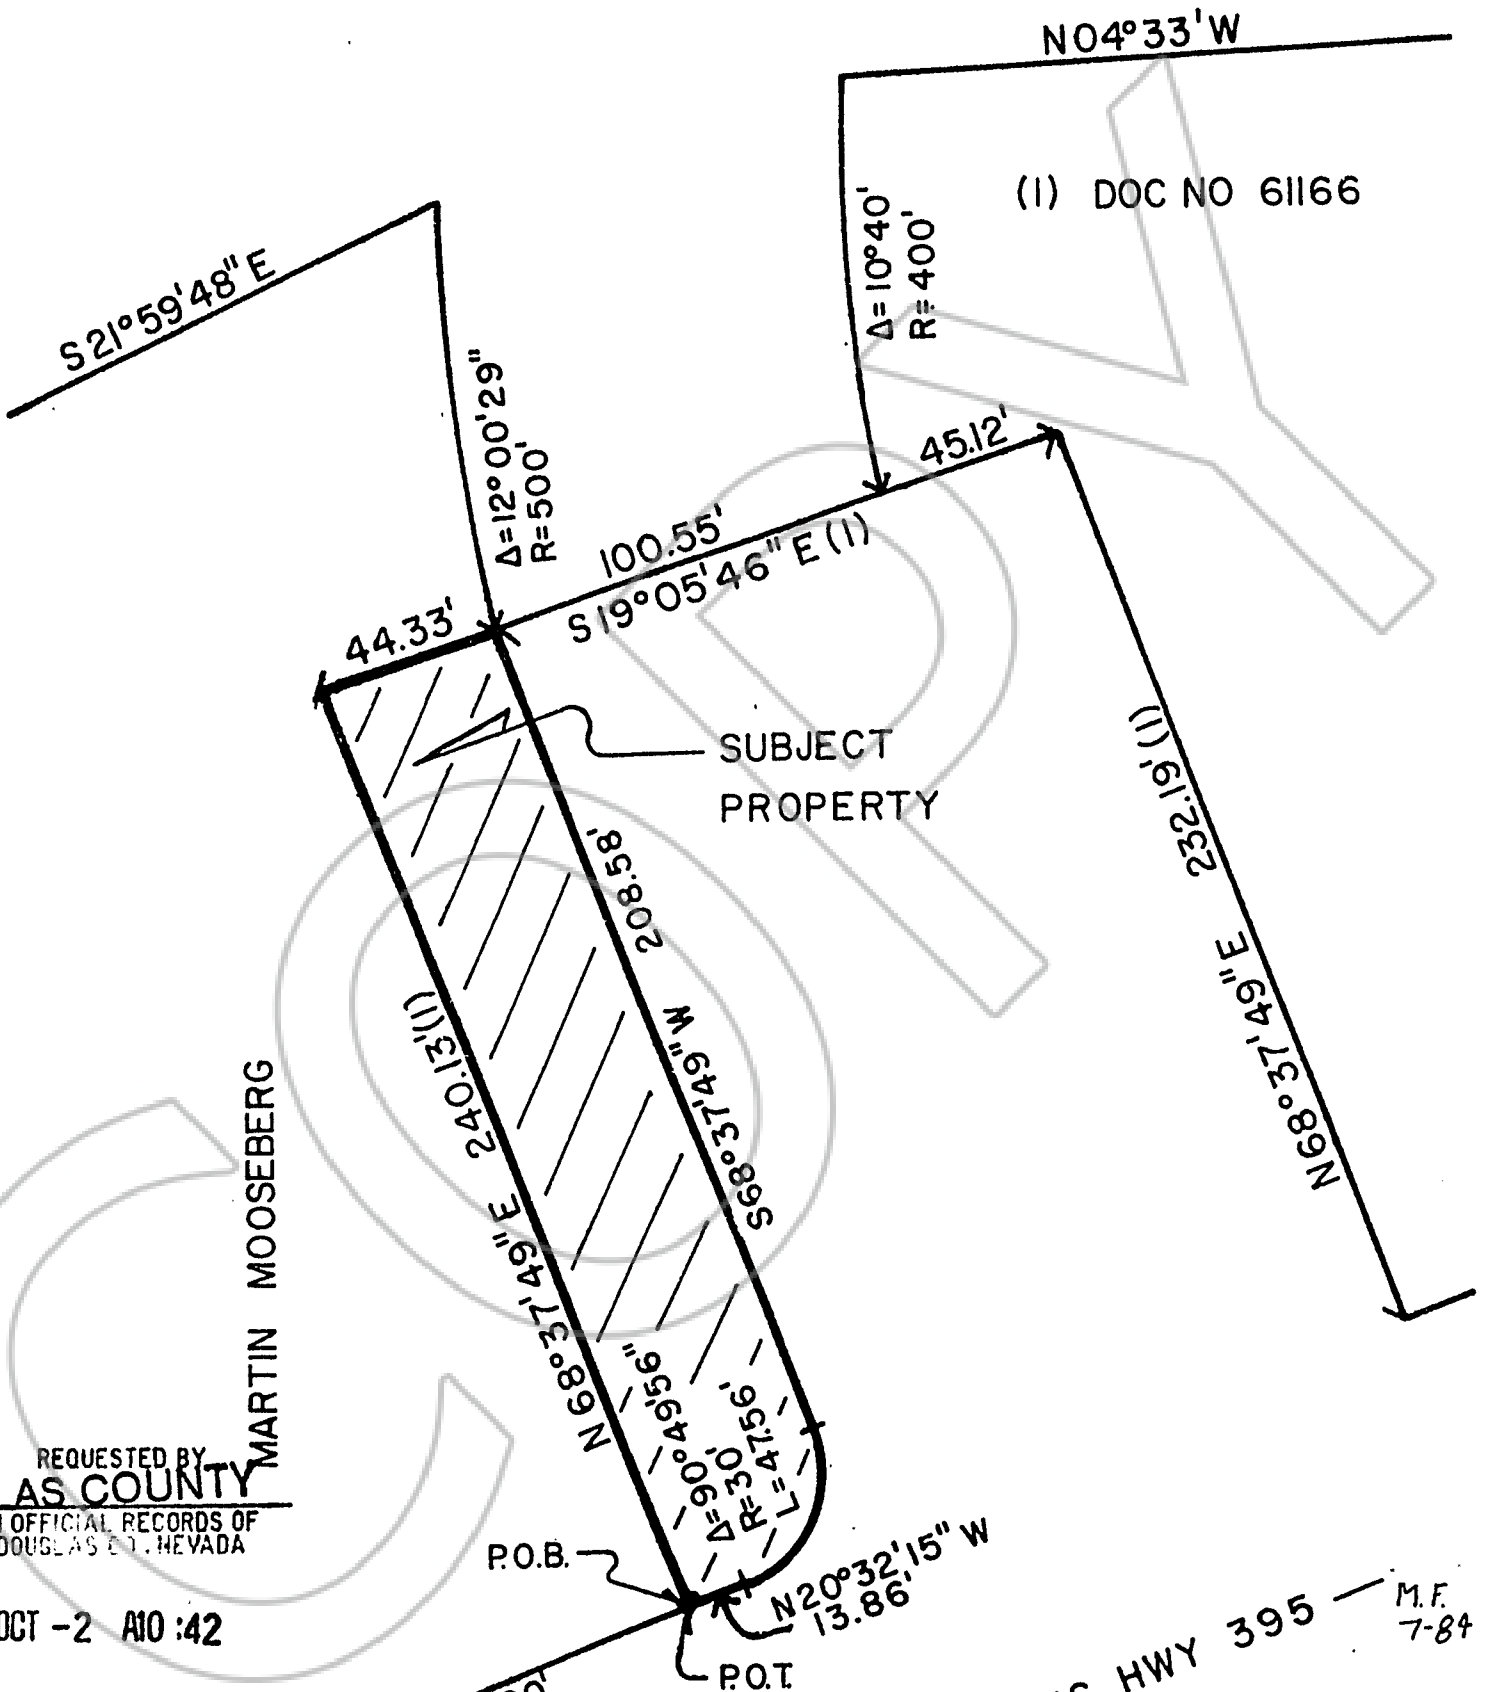 N04°33'W
(1) DOC NO 61166
Δ=10°40'
R=400'
S21°59'48"E
Δ=12°00'29"
R=500'
45.12'
100.55'
S19°05'46"E (1)
44.33'
SUBJECT
PROPERTY
232.19'(1)
N68°37'49"E
208.58'
S68°37'49"W
240.13'(1)
N68°37'49"E
MARTIN MOOSEBERG
Δ=90°49'56"
R=30'
L=47.56'
REQUESTED BY
AS COUNTY
OFFICIAL RECORDS OF
DOUGLAS CO. NEVADA
OCT -2 A10:42
P.O.B.
N20°32'15"W
13.86'
P.O.T.
HWY 395
M.F.
7-84
COPY